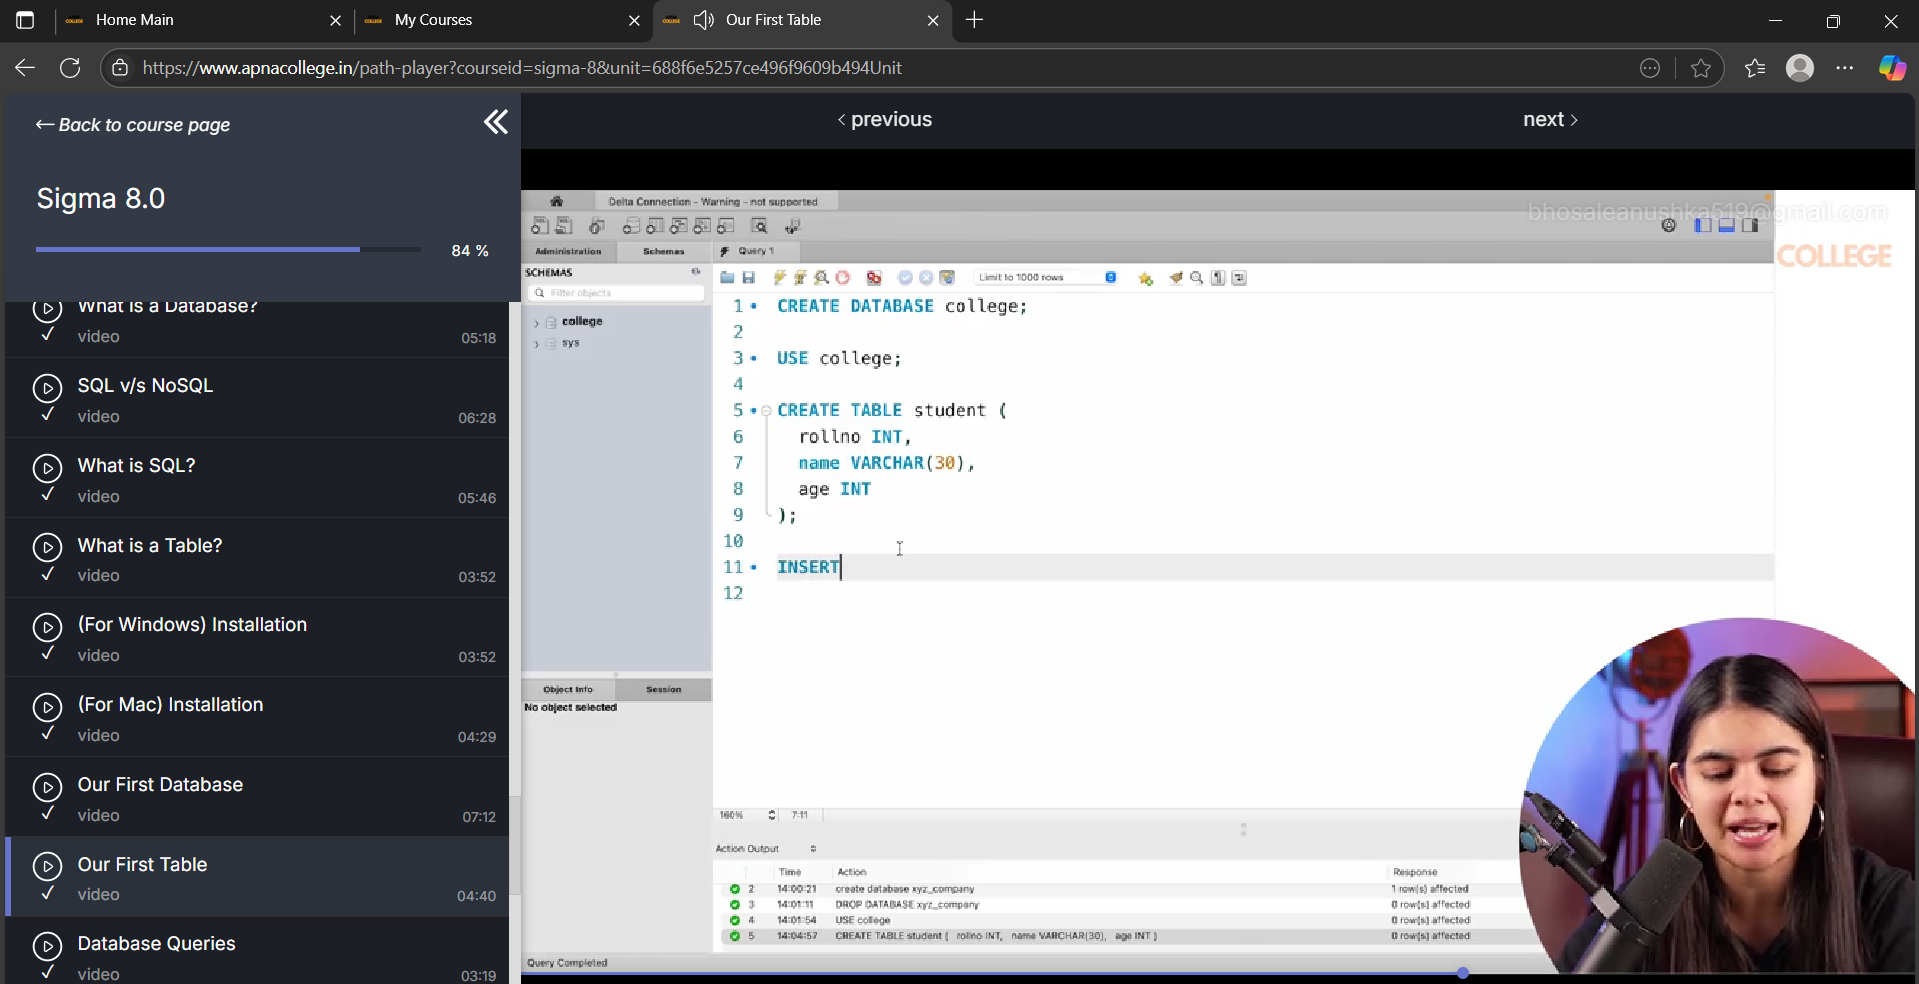 Home Main
My Courses
Our First Table
https://www.apnacollege.in/path-player?courseid=sigma-8&unit=688f6e5257ce496f9609b494Unit
← Back to course page
Sigma 8.0
84 %
What is a Database?
video 05:18
SQL v/s NoSQL
video 06:28
What is SQL?
video 05:46
What is a Table?
video 03:52
(For Windows) Installation
video 03:52
(For Mac) Installation
video 04:29
Our First Database
video 07:12
Our First Table
video 04:40
Database Queries
video 03:19
‹ previous
next ›
Delta Connection - Warning - not supported
bhosaleanushka519@gmail.com
COLLEGE
Administration Schemas
Query 1
SCHEMAS
Filter objects
college
sys
Limit to 1000 rows
1 CREATE DATABASE college;
2
3 USE college;
4
5 CREATE TABLE student (
6 rollno INT,
7 name VARCHAR(30),
8 age INT
9 );
10
11 INSERT
12
Object Info Session
No object selected
160% 7:11
Action Output
Time Action Response
2 14:00:21 create database xyz_company 1 row(s) affected
3 14:01:11 DROP DATABASE xyz_company 0 row(s) affected
4 14:01:54 USE college 0 row(s) affected
5 14:04:57 CREATE TABLE student ( rollno INT, name VARCHAR(30), age INT ) 0 row(s) affected
Query Completed